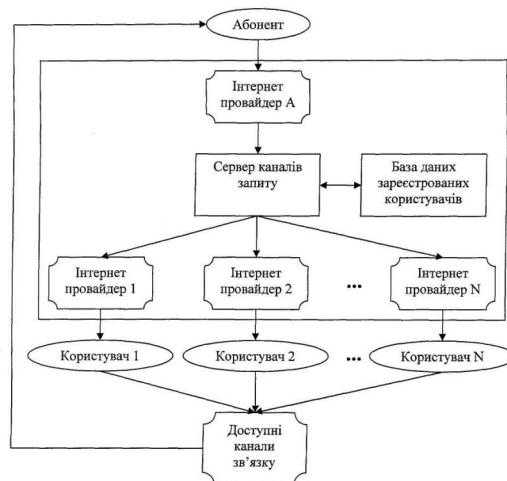 Абонент
Інтернет
провайдер А
Сервер каналів
запиту
База даних
зареєстрованих
користувачів
Інтернет
провайдер 1
Інтернет
провайдер 2
...
Інтернет
провайдер N
Користувач 1
Користувач 2
...
Користувач N
Доступні
канали
зв’язку